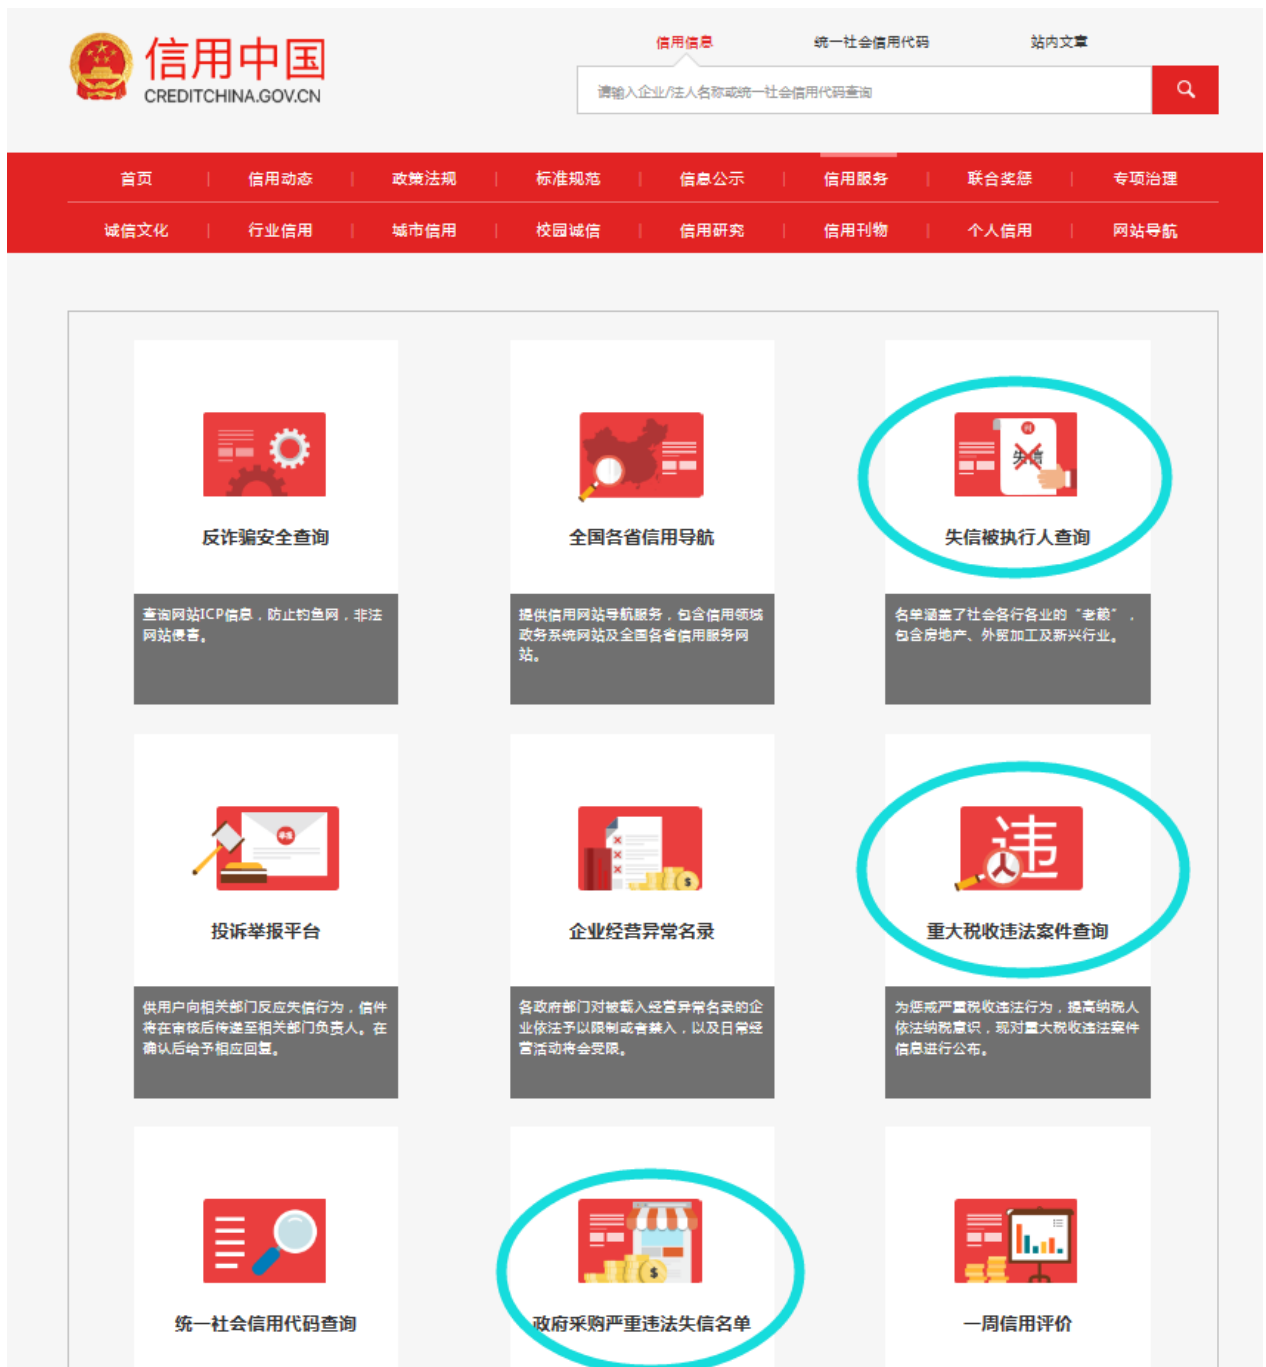 信用中国
CREDITCHINA.GOV.CN
信用信息 统一社会信用代码 站内文章
请输入企业/法人名称或统一社会信用代码查询
首页 | 信用动态 | 政策法规 | 标准规范 | 信息公示 | 信用服务 | 联合奖惩 | 专项治理
诚信文化 | 行业信用 | 城市信用 | 校园诚信 | 信用研究 | 信用刊物 | 个人信用 | 网站导航
失信
反诈骗安全查询
全国各省信用导航
失信被执行人查询
查询网站ICP信息，防止钓鱼网，非法
网站侵害。
提供信用网站导航服务，包含信用领域
政务系统网站及全国各省信用服务网
站。
名单涵盖了社会各行各业的“老赖”，
包含房地产、外贸加工及新兴行业。
举报
违
投诉举报平台
企业经营异常名录
重大税收违法案件查询
供用户向相关部门反应失信行为，信件
将在审核后传递至相关部门负责人。在
确认后给予相应回复。
各政府部门对被载入经营异常名录的企
业依法予以限制或者禁入，以及日常经
营活动将会受限。
为惩戒严重税收违法行为，提高纳税人
依法纳税意识，现对重大税收违法案件
信息进行公布。
统一社会信用代码查询
政府采购严重违法失信名单
一周信用评价